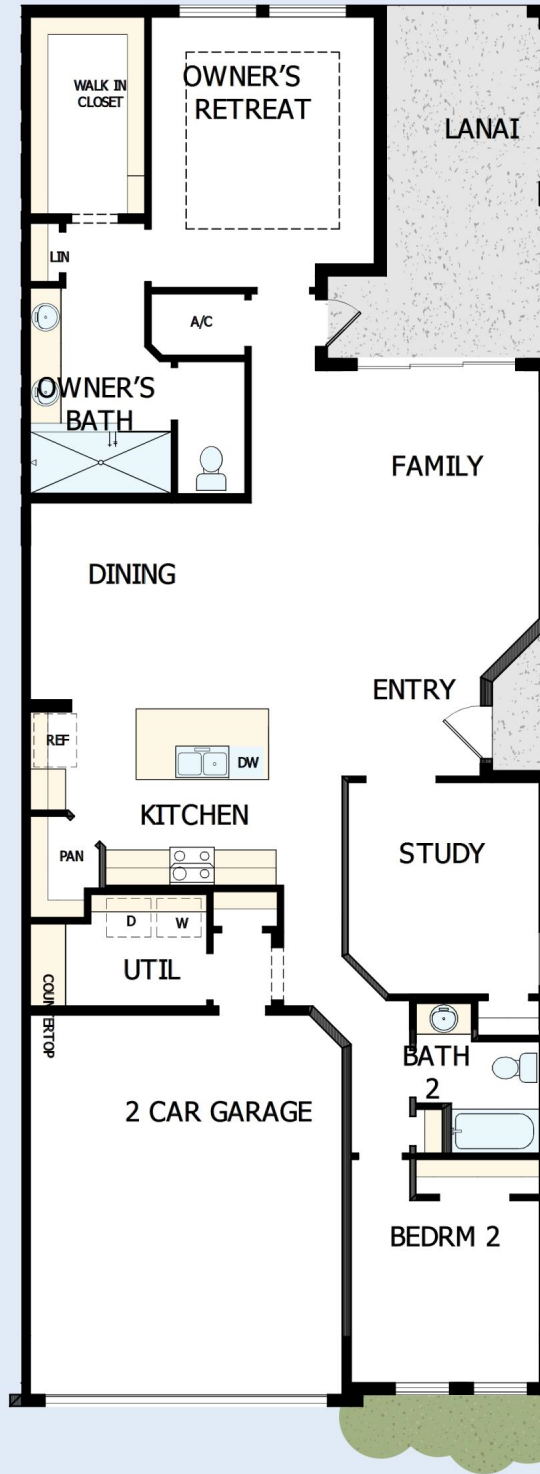 WALK IN
CLOSET
OWNER'S
RETREAT
LANAI
LIN
A/C
OWNER'S
BATH
FAMILY
DINING
ENTRY
REF
DW
KITCHEN
PAN
STUDY
D
W
UTIL
COUNTERTOP
BATH
2
2 CAR GARAGE
BEDRM 2